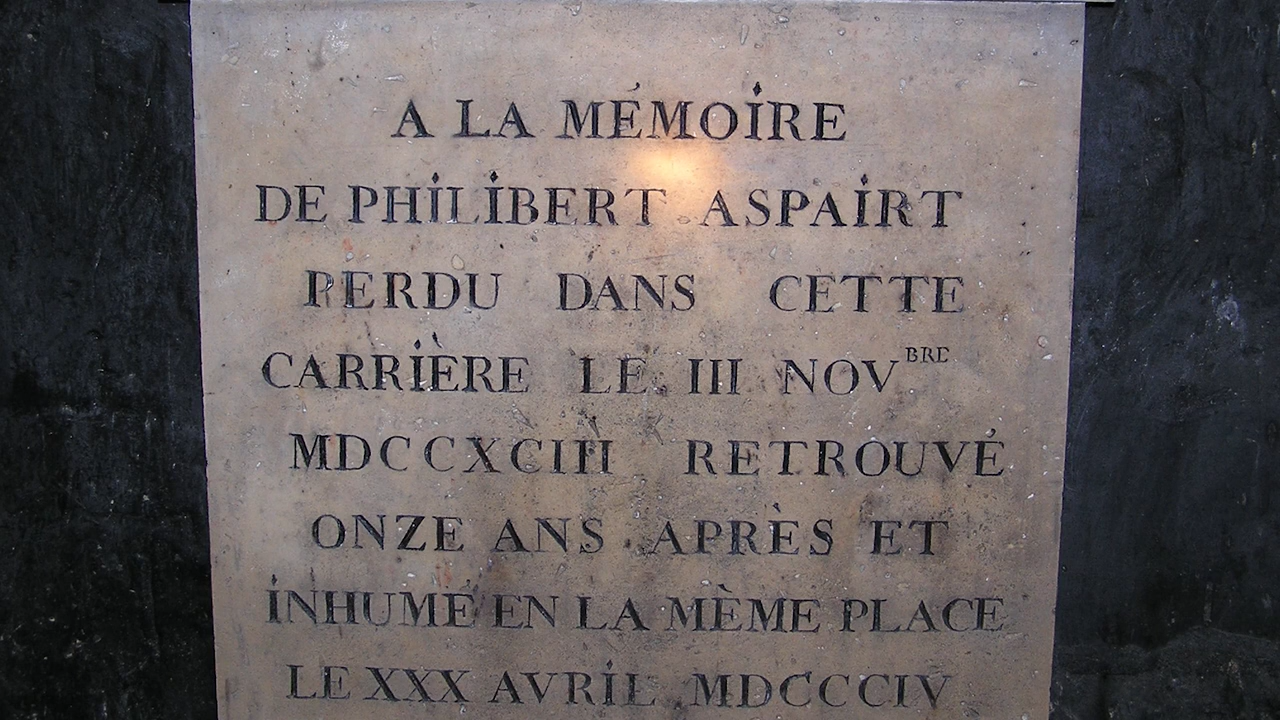 A LA MÉMOIRE
DE PHILIBERT ASPAIRT
PERDU DANS CETTE
CARRIÈRE LE III NOVBRE
MDCCXCIII RETROUVÉ
ONZE ANS APRÈS ET
INHUMÉ EN LA MÈME PLACE
LE XXX AVRIL MDCCCIV